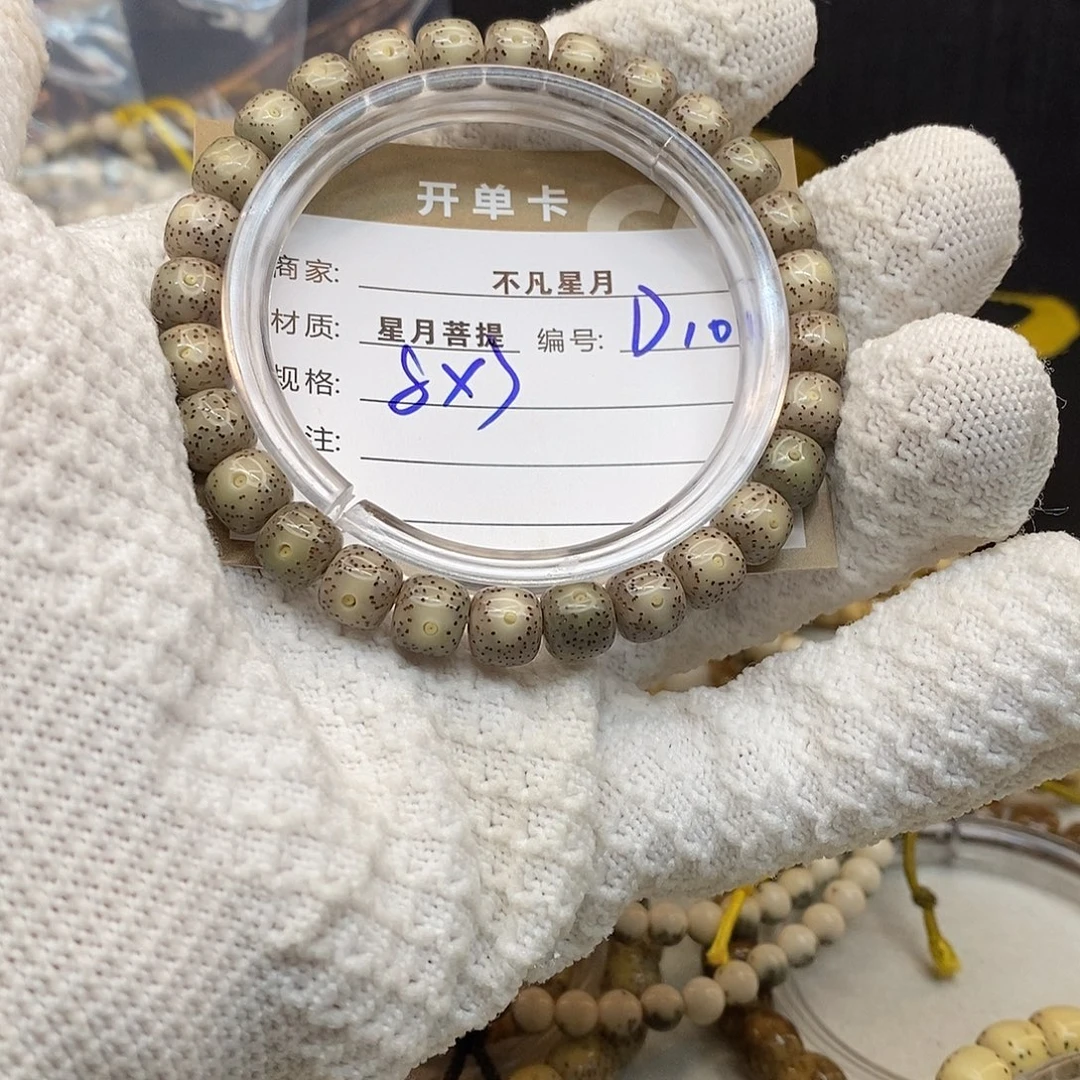 开单卡
商家: 不凡星月
材质: 星月菩提 编号: D10
规格: 8X7
注: